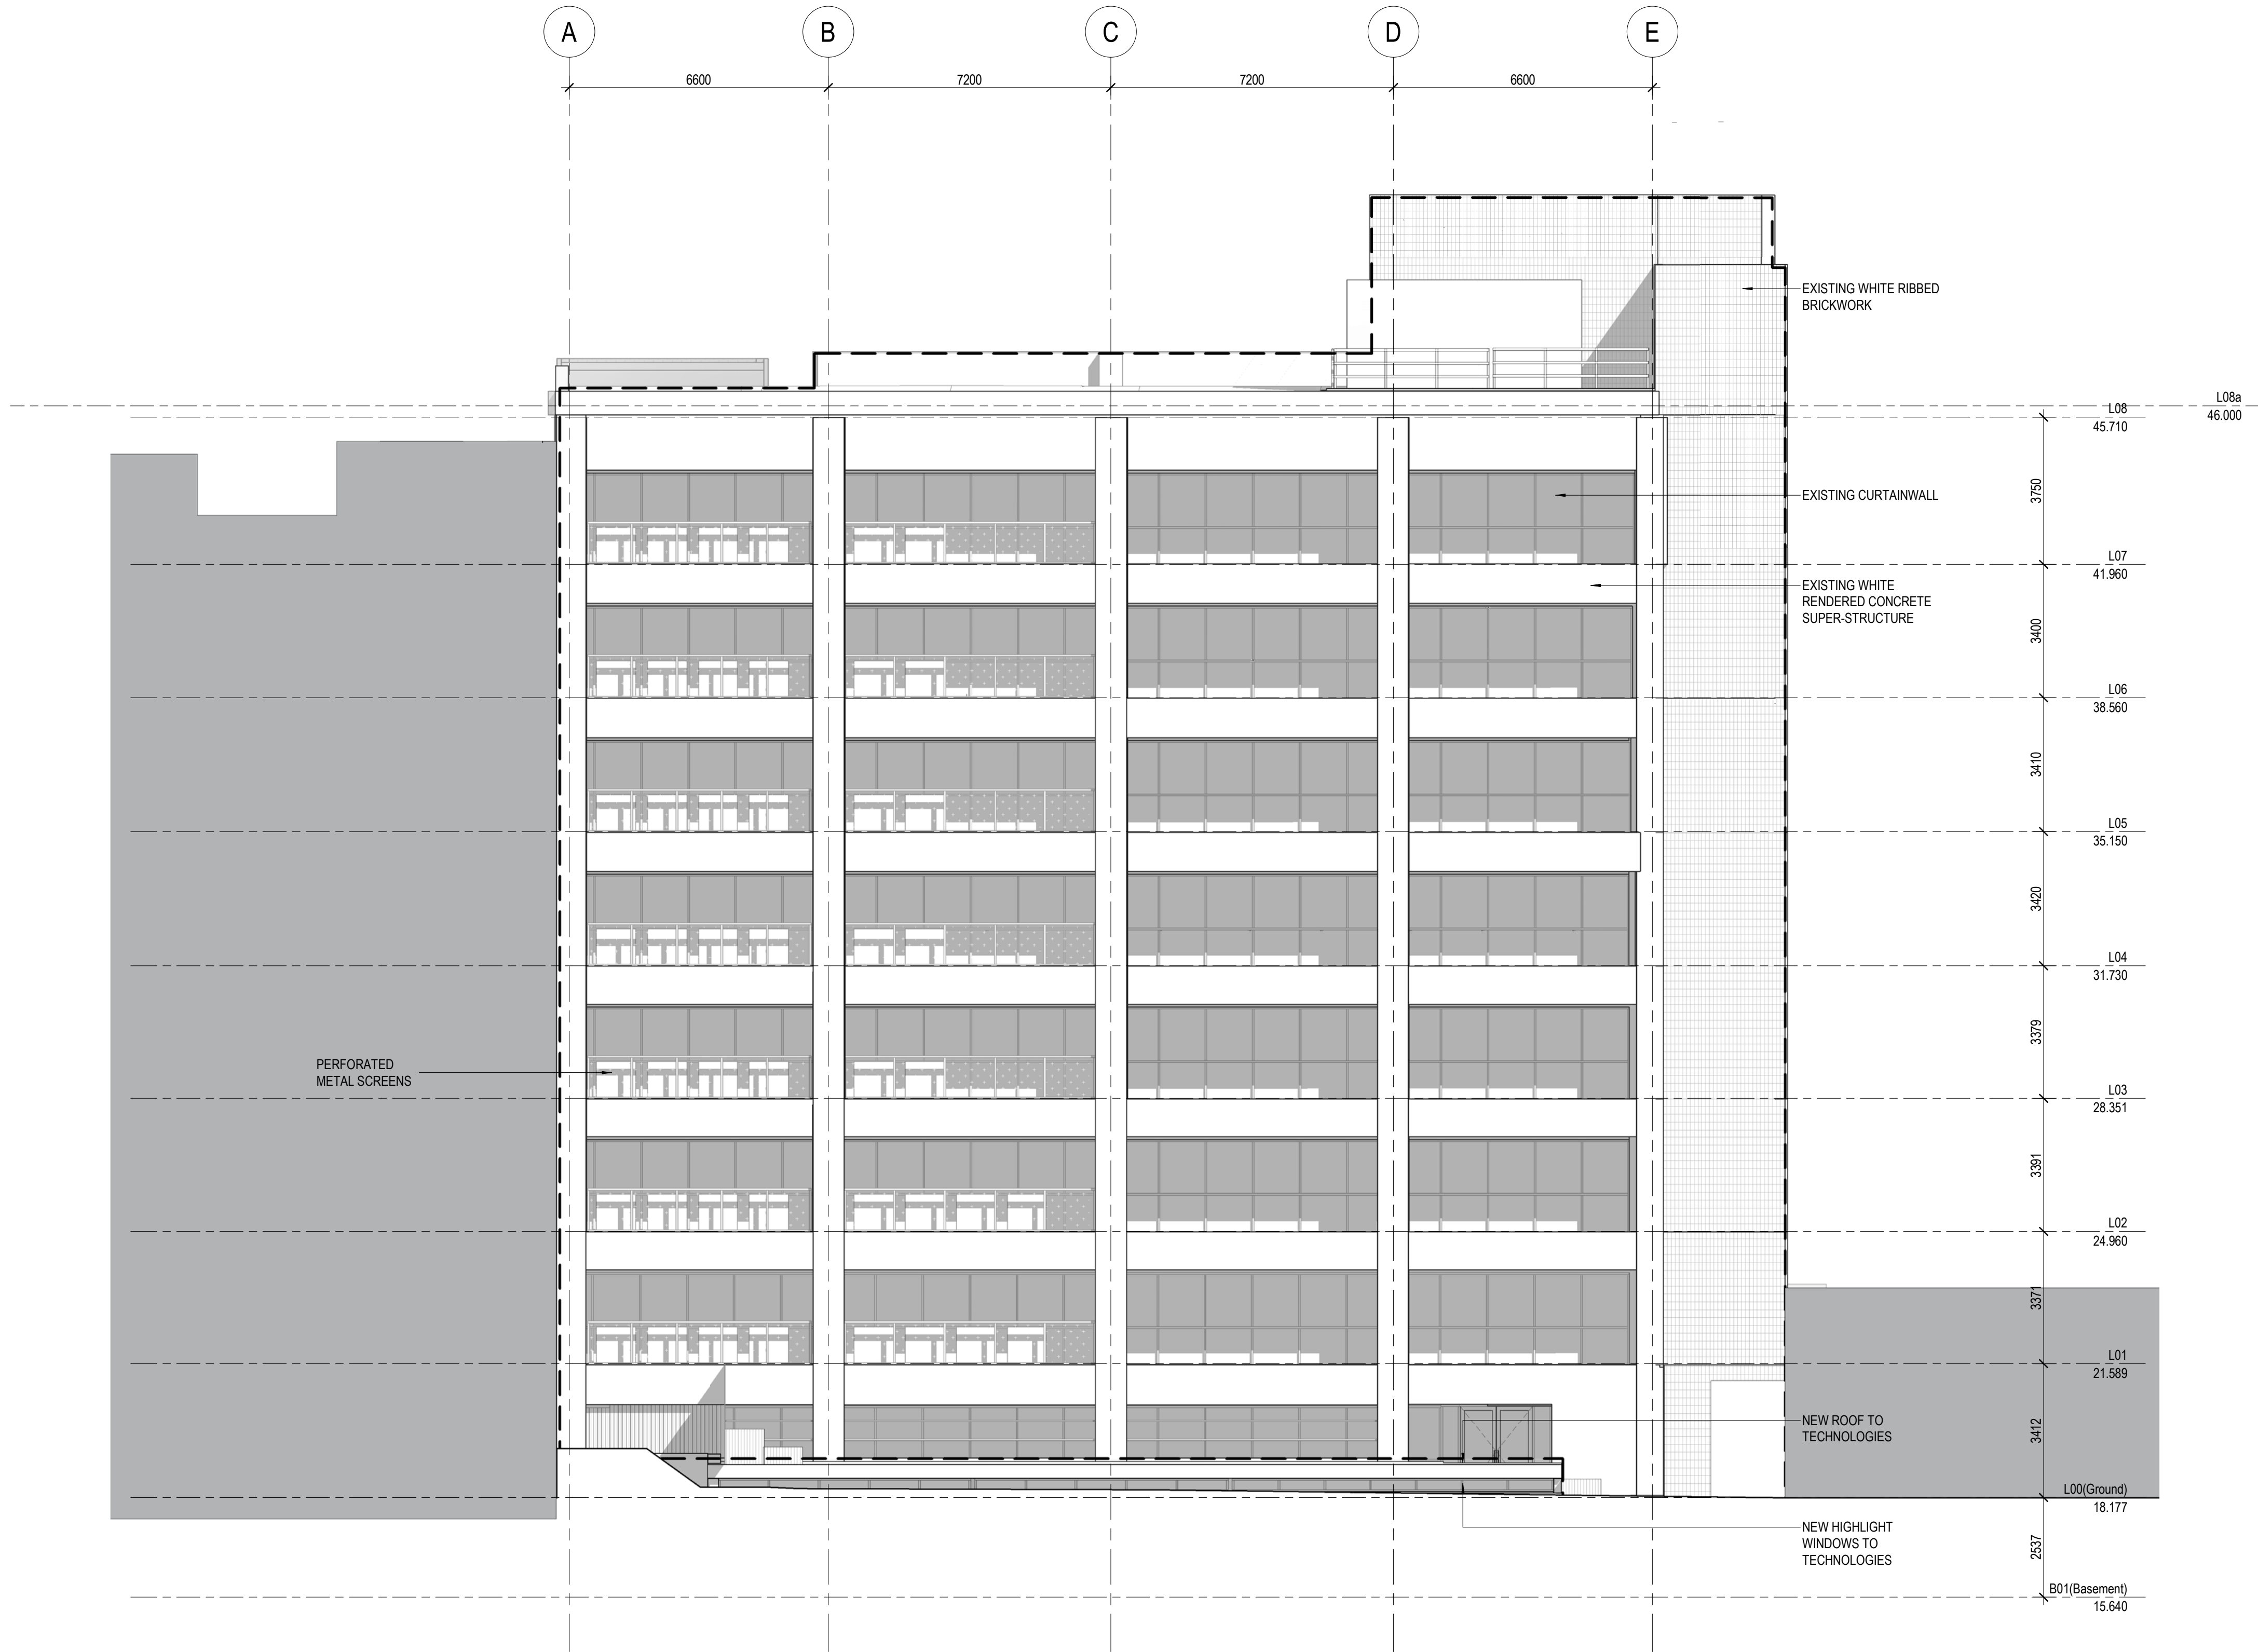 A B C D E
6600 7200 7200 6600
EXISTING WHITE RIBBED
BRICKWORK
L08a
46.000
L08
45.710
3750
EXISTING CURTAINWALL
L07
41.960
EXISTING WHITE
RENDERED CONCRETE
SUPER-STRUCTURE
3400
L06
38.560
3410
L05
35.150
3420
L04
31.730
3379
PERFORATED
METAL SCREENS
L03
28.351
3391
L02
24.960
3371
L01
21.589
NEW ROOF TO
TECHNOLOGIES
3412
L00(Ground)
18.177
NEW HIGHLIGHT
WINDOWS TO
TECHNOLOGIES
2537
B01(Basement)
15.640